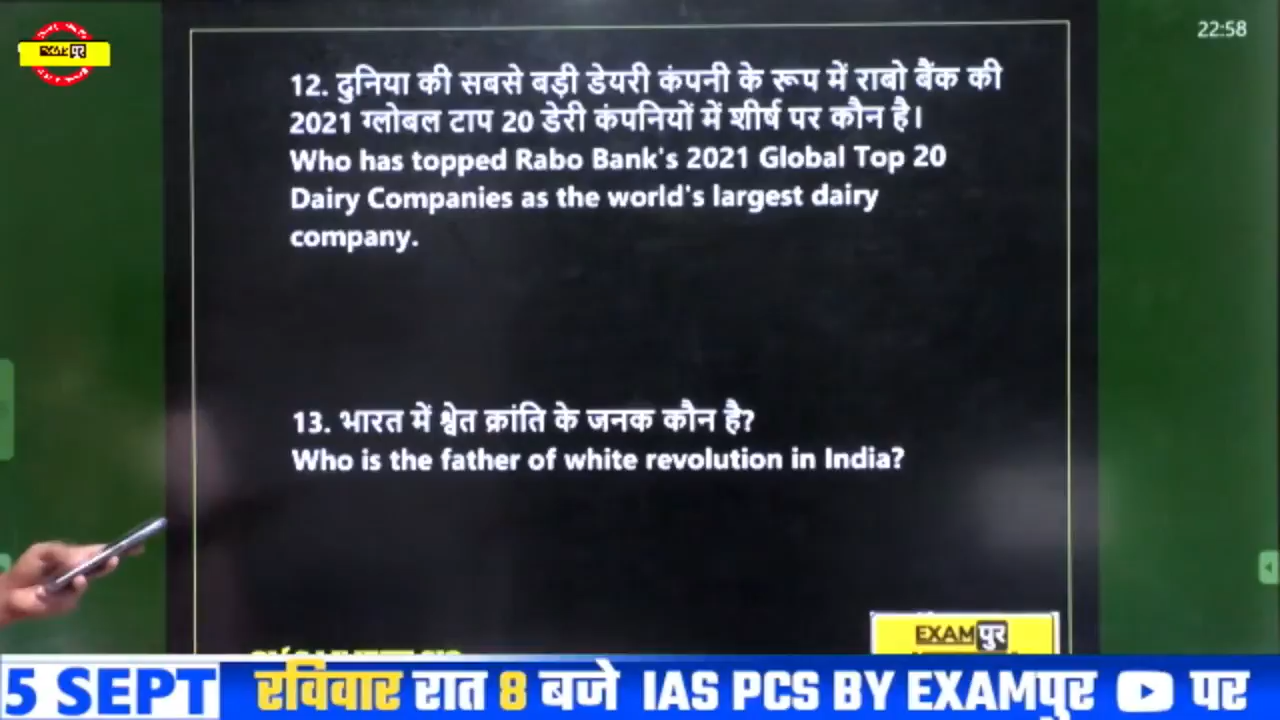 EXAMपुर
22:58
12. दुनिया की सबसे बड़ी डेयरी कंपनी के रूप में राबो बैंक की
2021 ग्लोबल टाप 20 डेरी कंपनियों में शीर्ष पर कौन है।
Who has topped Rabo Bank's 2021 Global Top 20
Dairy Companies as the world's largest dairy
company.
13. भारत में श्वेत क्रांति के जनक कौन है?
Who is the father of white revolution in India?
EXAMपुर
5 SEPT रविवार रात 8 बजे IAS PCS BY EXAMपुर पर